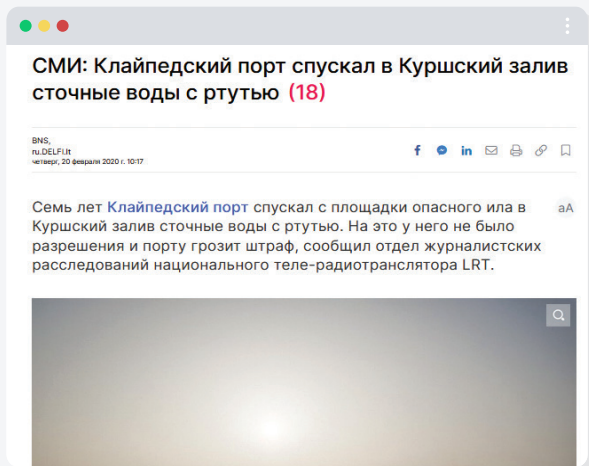 СМИ: Клайпедский порт спускал в Куршский залив
сточные воды с ртутью (18)
BNS,
ru.DELFI.lt
четверг, 20 февраля 2020 г. 10:17
Семь лет Клайпедский порт спускал с площадки опасного ила в
аА
Куршский залив сточные воды с ртутью. На это у него не было
разрешения и порту грозит штраф, сообщил отдел журналистских
расследований национального теле-радиотранслятора LRT.